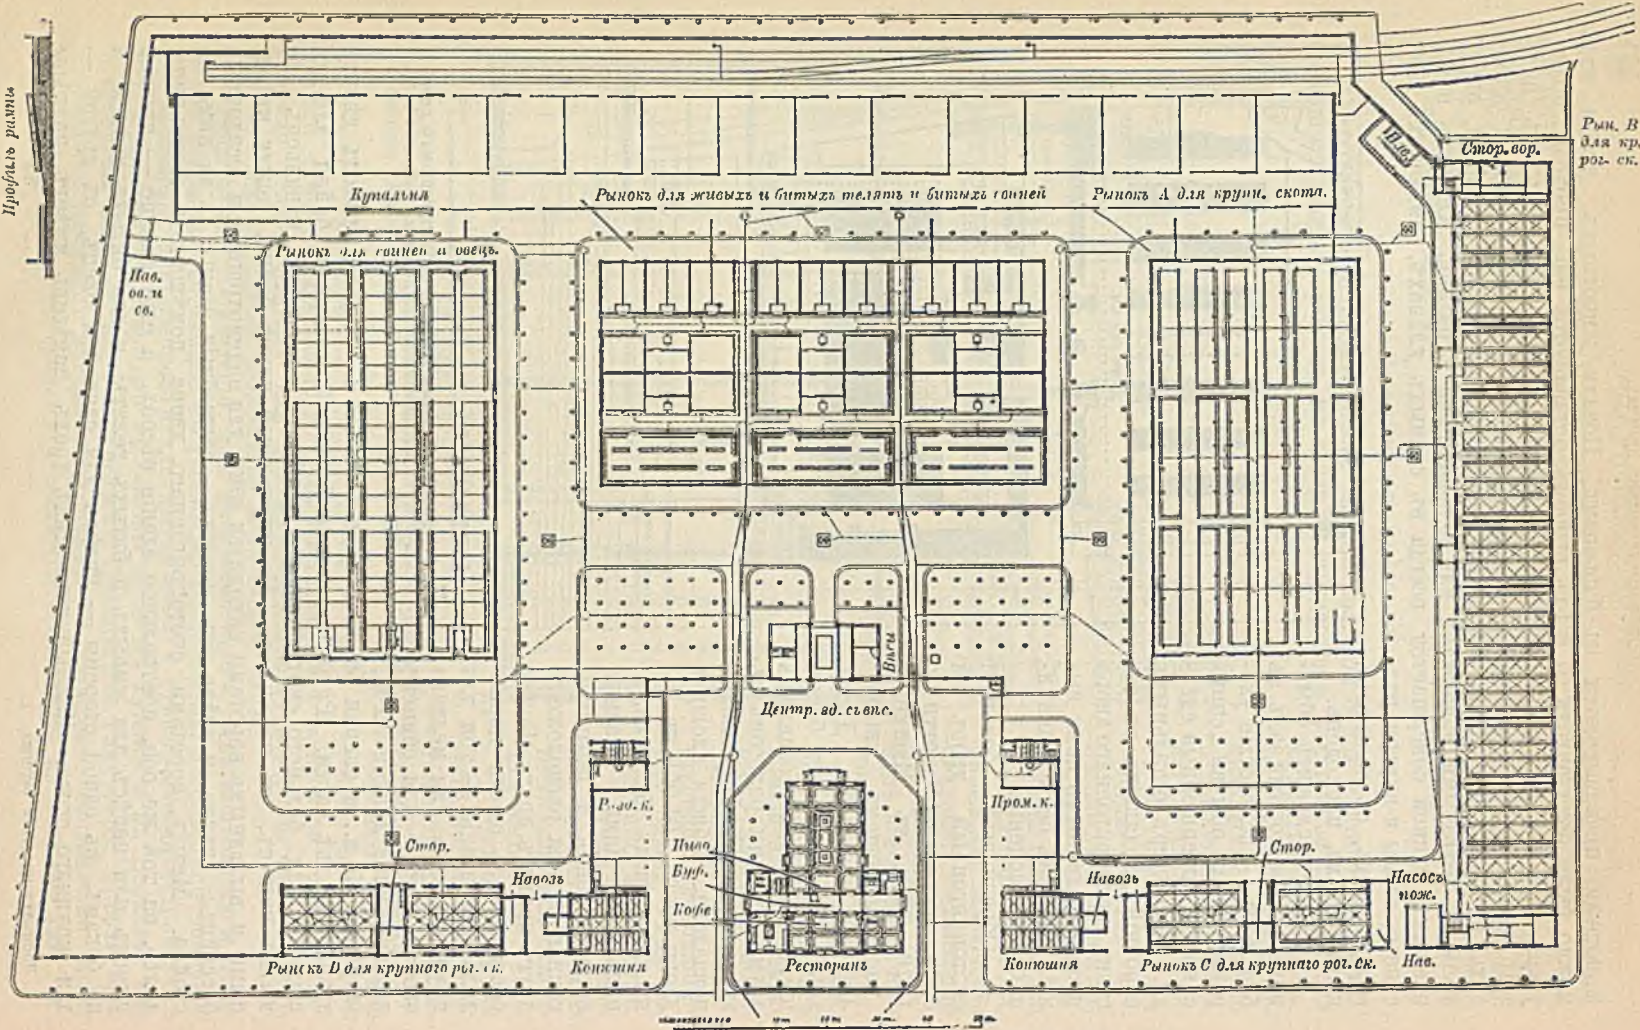 Профиль рампы
Рын. B
для кр.
рог. ск.
Стор. вор.
Купальня
Рынокъ для живыхъ и битыхъ телятъ и битыхъ свиней
Рынокъ A для крупн. скота.
Рынокъ для свиней и овецъ.
Нав.
ов. и
св.
Вѣсы
Центр. зд. съ вѣс.
Пром. к.
Стор.
Пиво
Стор.
Буф.
Навозъ
Навозъ
Насосъ
пож.
Кофе
Рынокъ D для крупнаго рог. ск.
Конюшня
Ресторанъ
Конюшня
Рынокъ C для крупнаго рог. ск.
Нав.